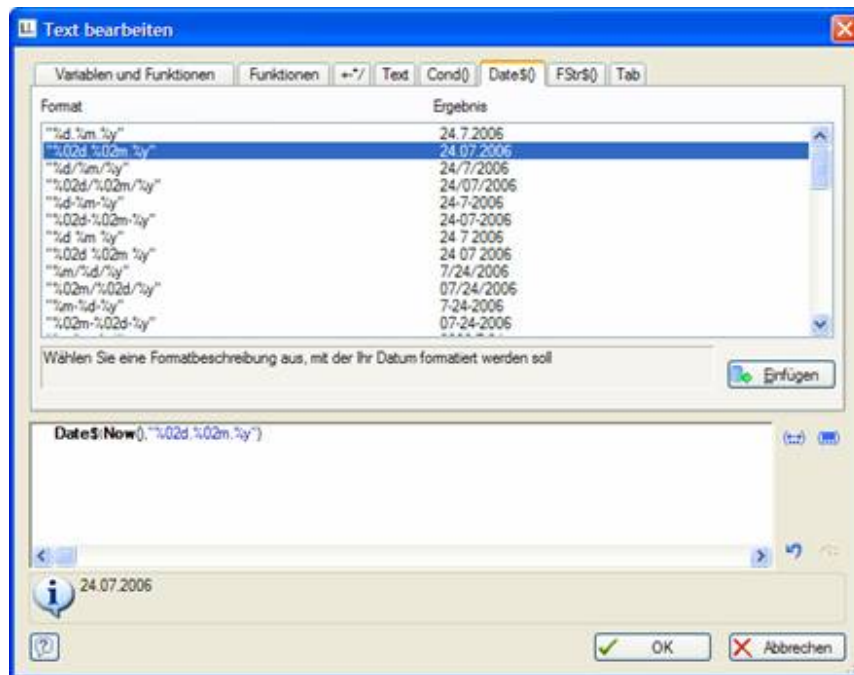 Text bearbeiten
Variablen und Funktionen Funktionen +-*/ Text Cond() Date$() FStr$() Tab
Format Ergebnis
"%d.%m.%y" 24.7.2006
"%02d.%02m.%y" 24.07.2006
"%d/%m/%y" 24/7/2006
"%02d/%02m/%y" 24/07/2006
"%d-%m-%y" 24-7-2006
"%02d-%02m-%y" 24-07-2006
"%d %m %y" 24 7 2006
"%02d %02m %y" 24 07 2006
"%m/%d/%y" 7/24/2006
"%02m/%02d/%y" 07/24/2006
"%m-%d-%y" 7-24-2006
"%02m-%02d-%y" 07-24-2006
Wählen Sie eine Formatbeschreibung aus, mit der Ihr Datum formatiert werden soll
Einfügen
Date$(Now(),"%02d.%02m.%y")
24.07.2006
OK Abbrechen